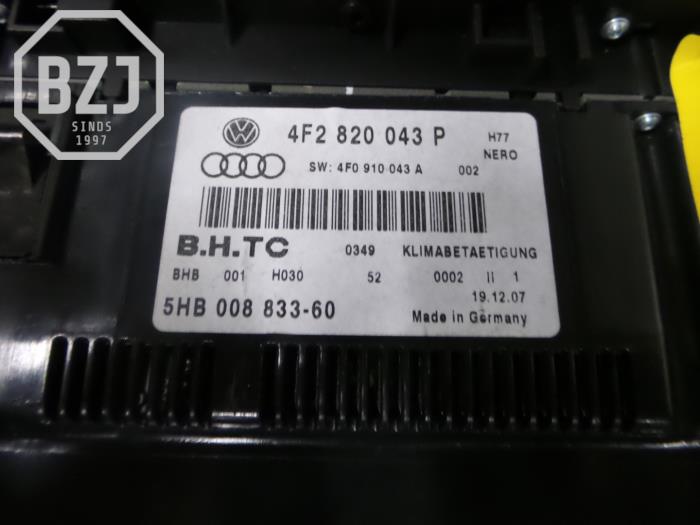 BZJ
SINDS
1997
4F2 820 043 P H77
NERO
SW: 4F0 910 043 A 002
B.H.TC 0349 KLIMABETAETIGUNG
BHB 001 H030 52 0002 II 1
19.12.07
5HB 008 833-60 Made in Germany